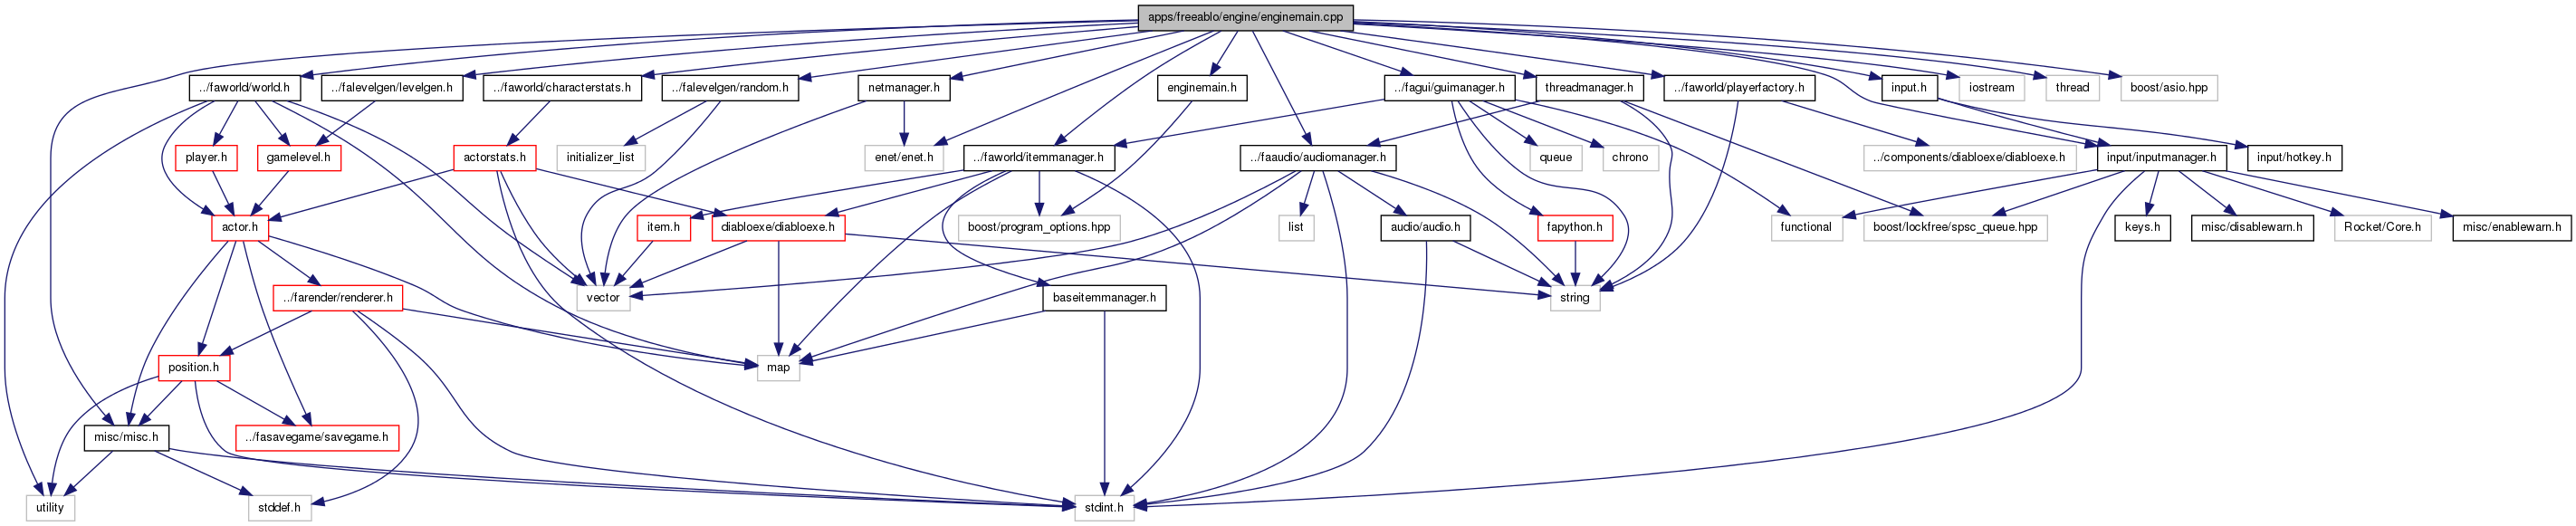 apps/freeablo/engine/enginemain.cpp
../faworld/world.h
../falevelgen/levelgen.h
../faworld/characterstats.h
../falevelgen/random.h
netmanager.h
enginemain.h
../fagui/guimanager.h
threadmanager.h
../faworld/playerfactory.h
input.h
iostream
thread
boost/asio.hpp
player.h
gamelevel.h
actorstats.h
initializer_list
enet/enet.h
../faworld/itemmanager.h
../faaudio/audiomanager.h
queue
chrono
../components/diabloexe/diabloexe.h
input/inputmanager.h
input/hotkey.h
actor.h
item.h
diabloexe/diabloexe.h
boost/program_options.hpp
list
audio/audio.h
fapython.h
functional
boost/lockfree/spsc_queue.hpp
keys.h
misc/disablewarn.h
Rocket/Core.h
misc/enablewarn.h
../farender/renderer.h
vector
baseitemmanager.h
string
position.h
map
misc/misc.h
../fasavegame/savegame.h
utility
stddef.h
stdint.h